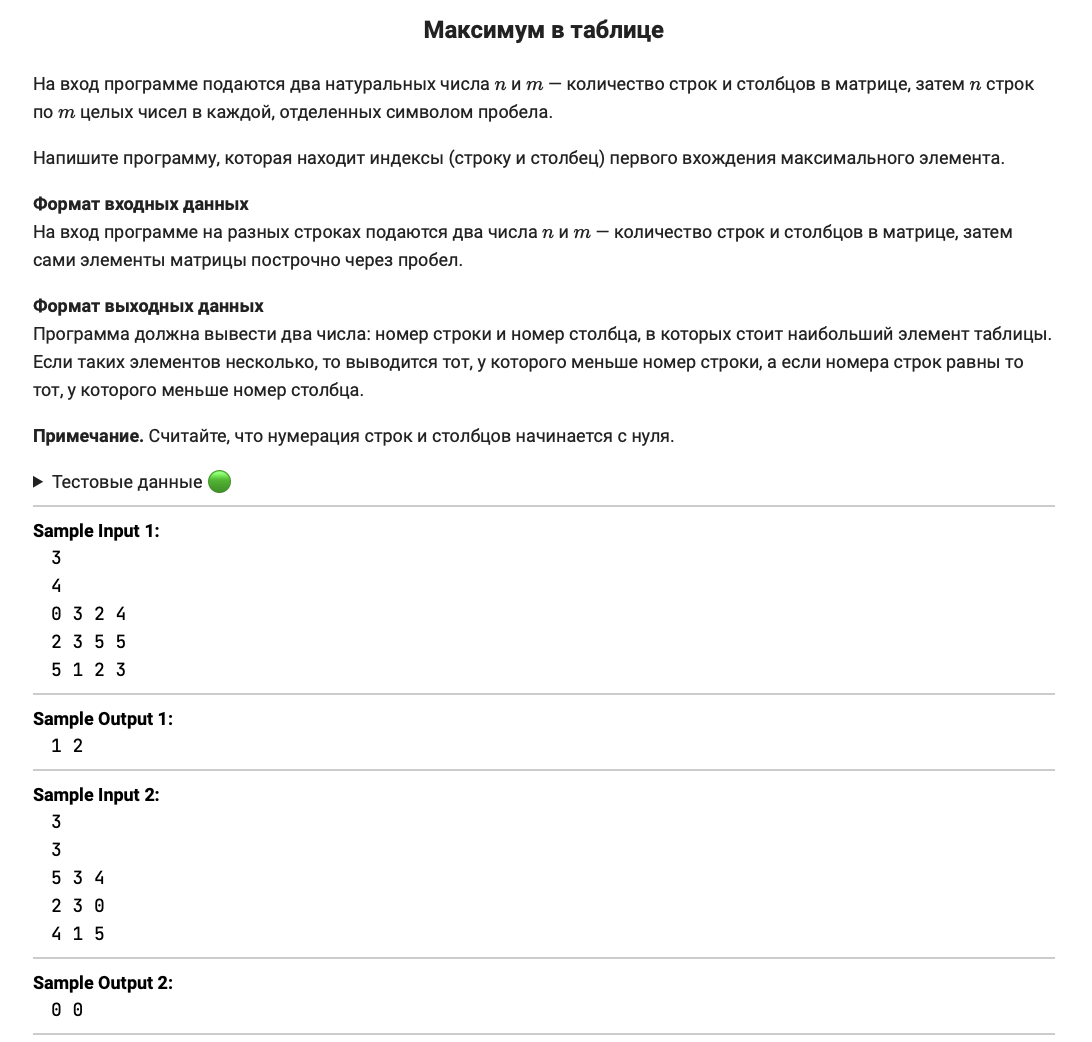 Максимум в таблице
На вход программе подаются два натуральных числа n и m — количество строк и столбцов в матрице, затем n строк
по m целых чисел в каждой, отделенных символом пробела.
Напишите программу, которая находит индексы (строку и столбец) первого вхождения максимального элемента.
Формат входных данных
На вход программе на разных строках подаются два числа n и m — количество строк и столбцов в матрице, затем
сами элементы матрицы построчно через пробел.
Формат выходных данных
Программа должна вывести два числа: номер строки и номер столбца, в которых стоит наибольший элемент таблицы.
Если таких элементов несколько, то выводится тот, у которого меньше номер строки, а если номера строк равны то
тот, у которого меньше номер столбца.
Примечание. Считайте, что нумерация строк и столбцов начинается с нуля.
Тестовые данные
Sample Input 1:
3
4
0 3 2 4
2 3 5 5
5 1 2 3
Sample Output 1:
1 2
Sample Input 2:
3
3
5 3 4
2 3 0
4 1 5
Sample Output 2:
0 0